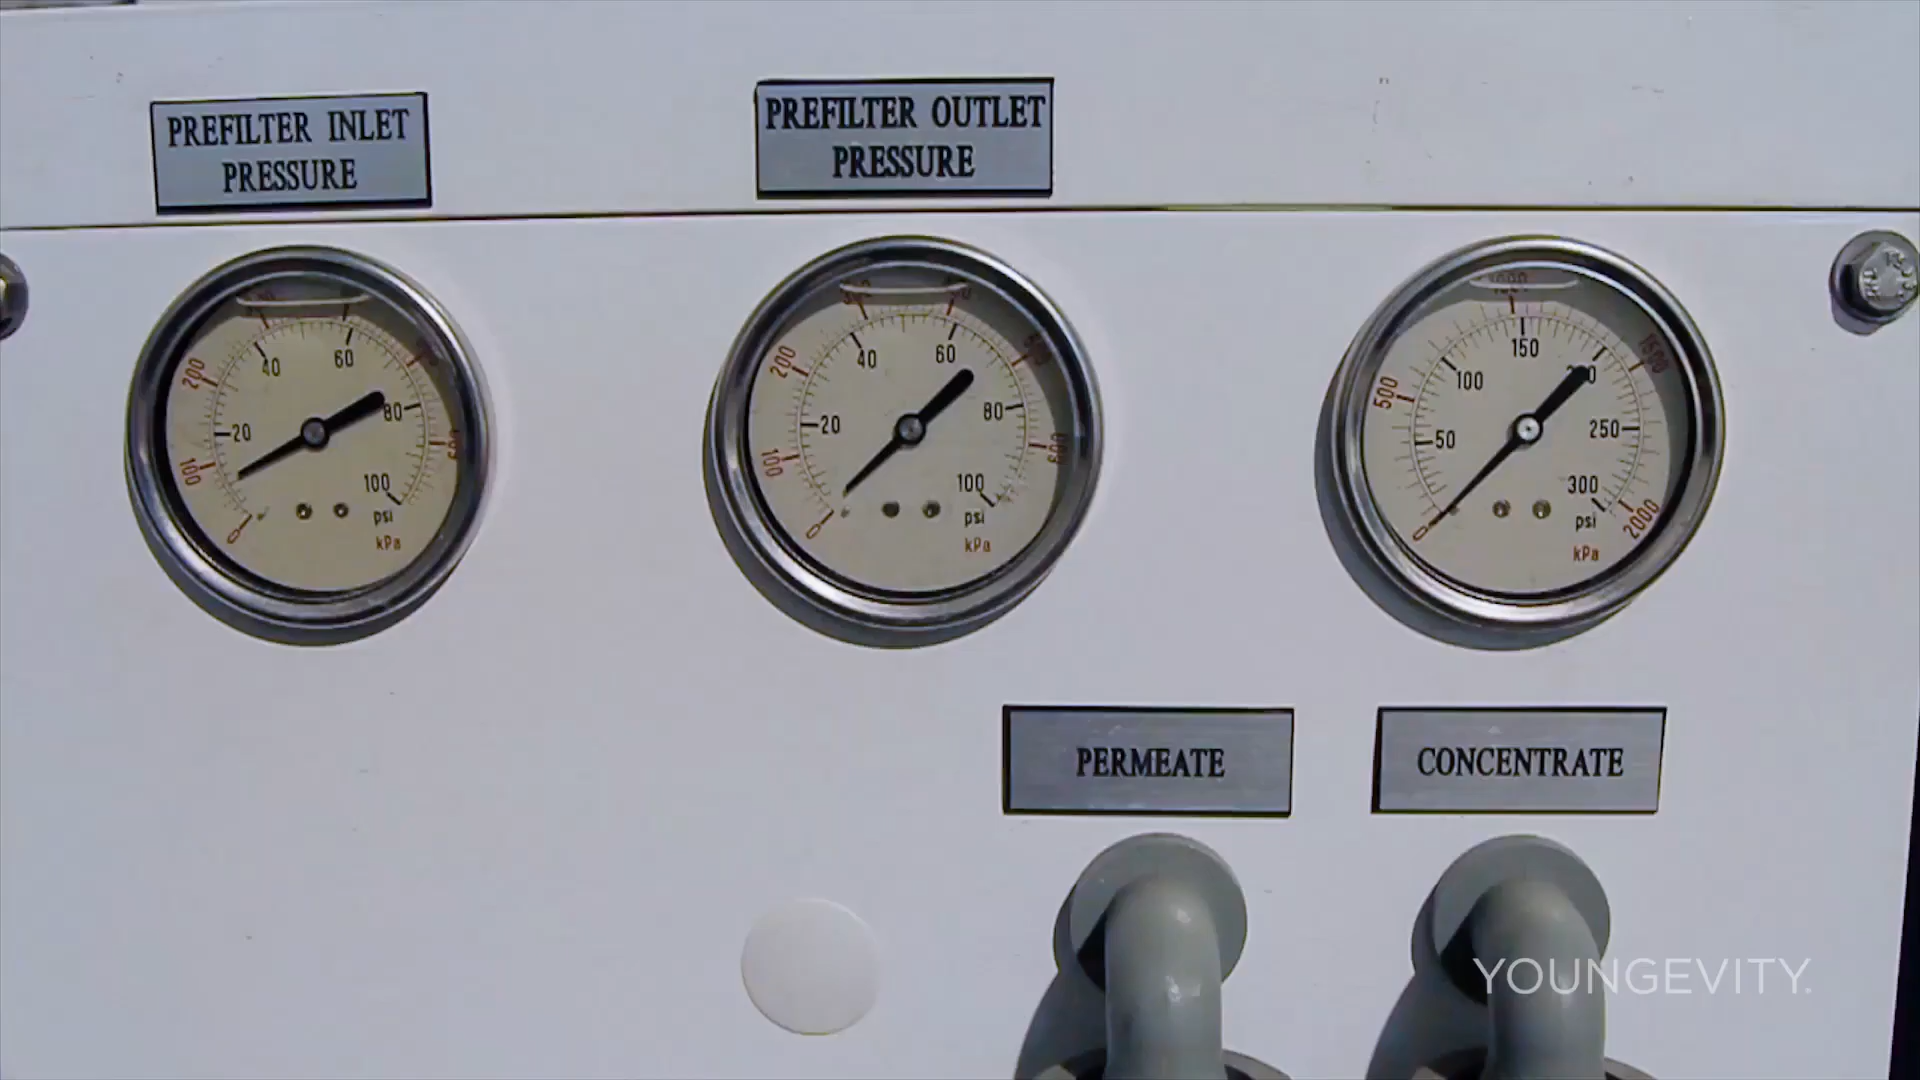 PREFILTER INLET
PRESSURE
PREFILTER OUTLET
PRESSURE
200
40
60
80
20
100
100
psi
0
kPa
200
40
60
80
20
100
100
psi
0
kPa
1000
1500
150
100
500
250
50
300
psi
2000
0
kPa
PERMEATE
CONCENTRATE
YOUNGEVITY.